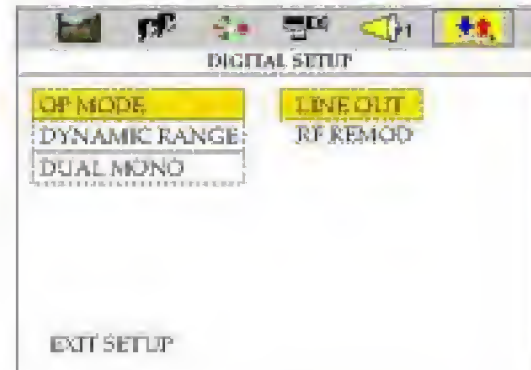 DIGITAL SETUP
OP MODE LINE OUT
DYNAMIC RANGE RF REMOD
DUAL MONO
EXIT SETUP